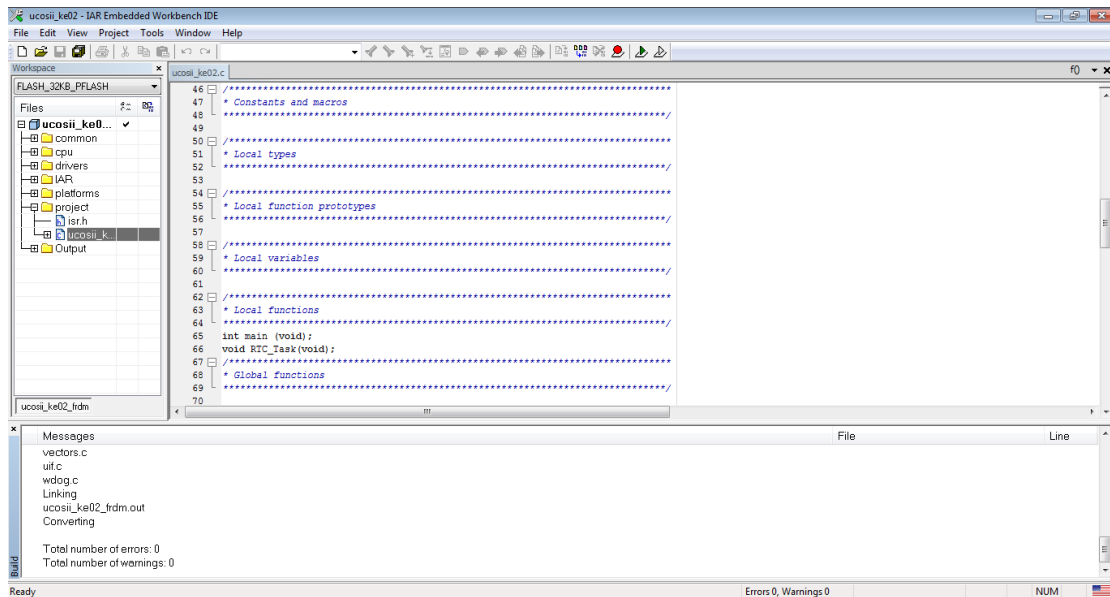 ucosii_ke02 - IAR Embedded Workbench IDE
File Edit View Project Tools Window Help
Workspace
FLASH_32KB_PFLASH
Files
ucosii_ke0...
common
cpu
drivers
IAR
platforms
project
isr.h
ucosii_k...
Output
ucosii_ke02_frdm
ucosii_ke02.c
f()
46 /*****************************************************************************
47 * Constants and macros
48 *****************************************************************************/
49
50 /*****************************************************************************
51 * Local types
52 *****************************************************************************/
53
54 /*****************************************************************************
55 * Local function prototypes
56 *****************************************************************************/
57
58 /*****************************************************************************
59 * Local variables
60 *****************************************************************************/
61
62 /*****************************************************************************
63 * Local functions
64 *****************************************************************************/
65 int main (void);
66 void RTC_Task(void);
67 /*****************************************************************************
68 * Global functions
69 *****************************************************************************/
70
Messages File Line
vectors.c
uif.c
wdog.c
Linking
ucosii_ke02_frdm.out
Converting
Total number of errors: 0
Total number of warnings: 0
Build
Ready Errors 0, Warnings 0 NUM